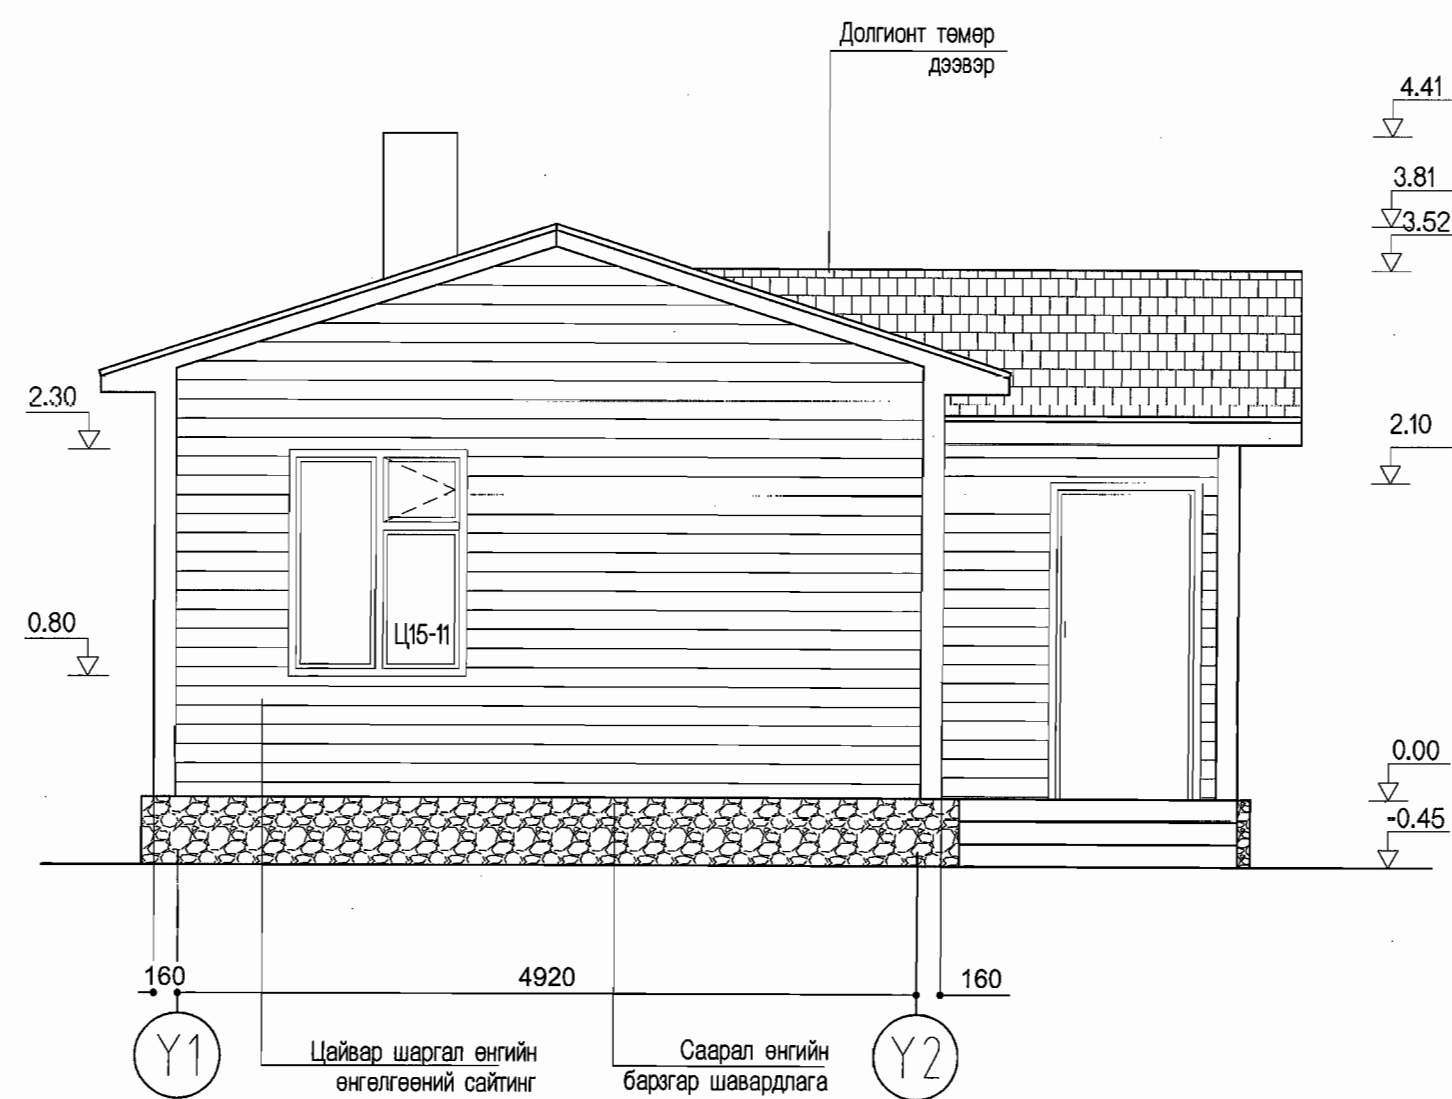 Долгионт төмөр
дээвэр
4.41
3.81
3.52
2.30
2.10
0.80
Ц15-11
0.00
-0.45
160
4920
160
Y1
Y2
Цайвар шаргал өнгийн
өнгөлгөөний сайтинг
Саарал өнгийн
барзгар шавардлага